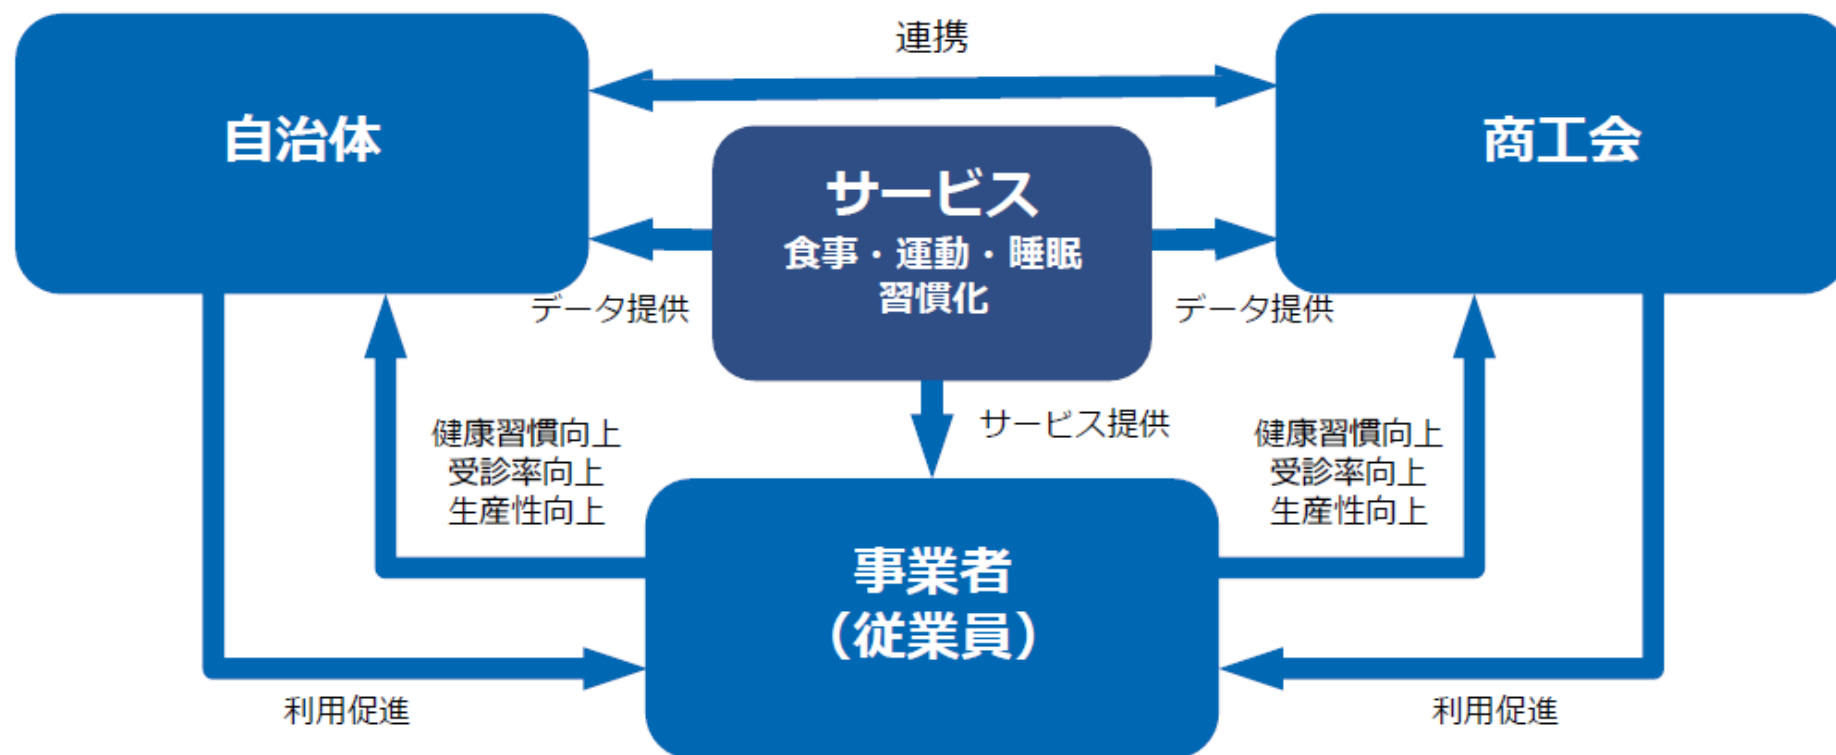 連携
自治体
商工会
サービス
食事・運動・睡眠
習慣化
データ提供
データ提供
サービス提供
健康習慣向上
受診率向上
生産性向上
健康習慣向上
受診率向上
生産性向上
事業者
（従業員）
利用促進
利用促進